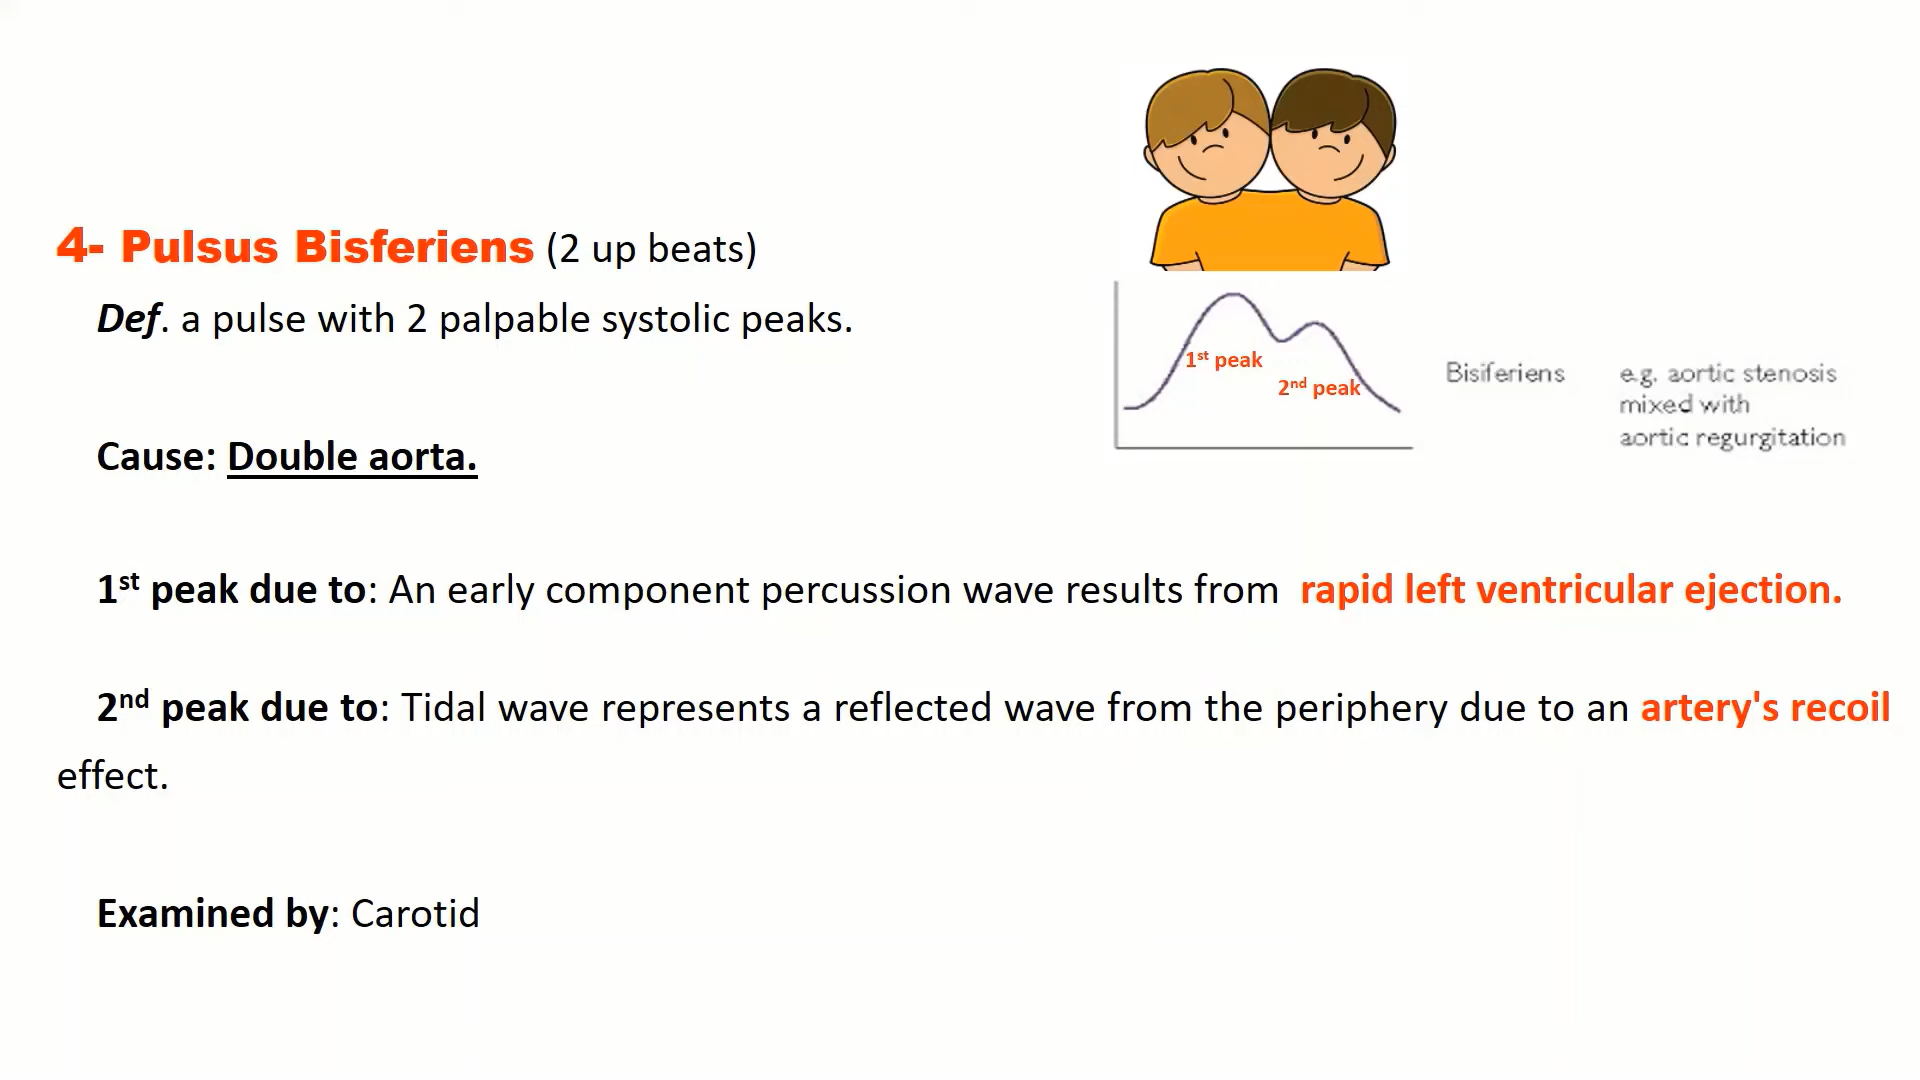 4- Pulsus Bisferiens (2 up beats)
Def. a pulse with 2 palpable systolic peaks.
1st peak
2nd peak
Bisiferiens
e.g. aortic stenosis
mixed with
aortic regurgitation
Cause: Double aorta.
1st peak due to: An early component percussion wave results from rapid left ventricular ejection.
2nd peak due to: Tidal wave represents a reflected wave from the periphery due to an artery's recoil
effect.
Examined by: Carotid